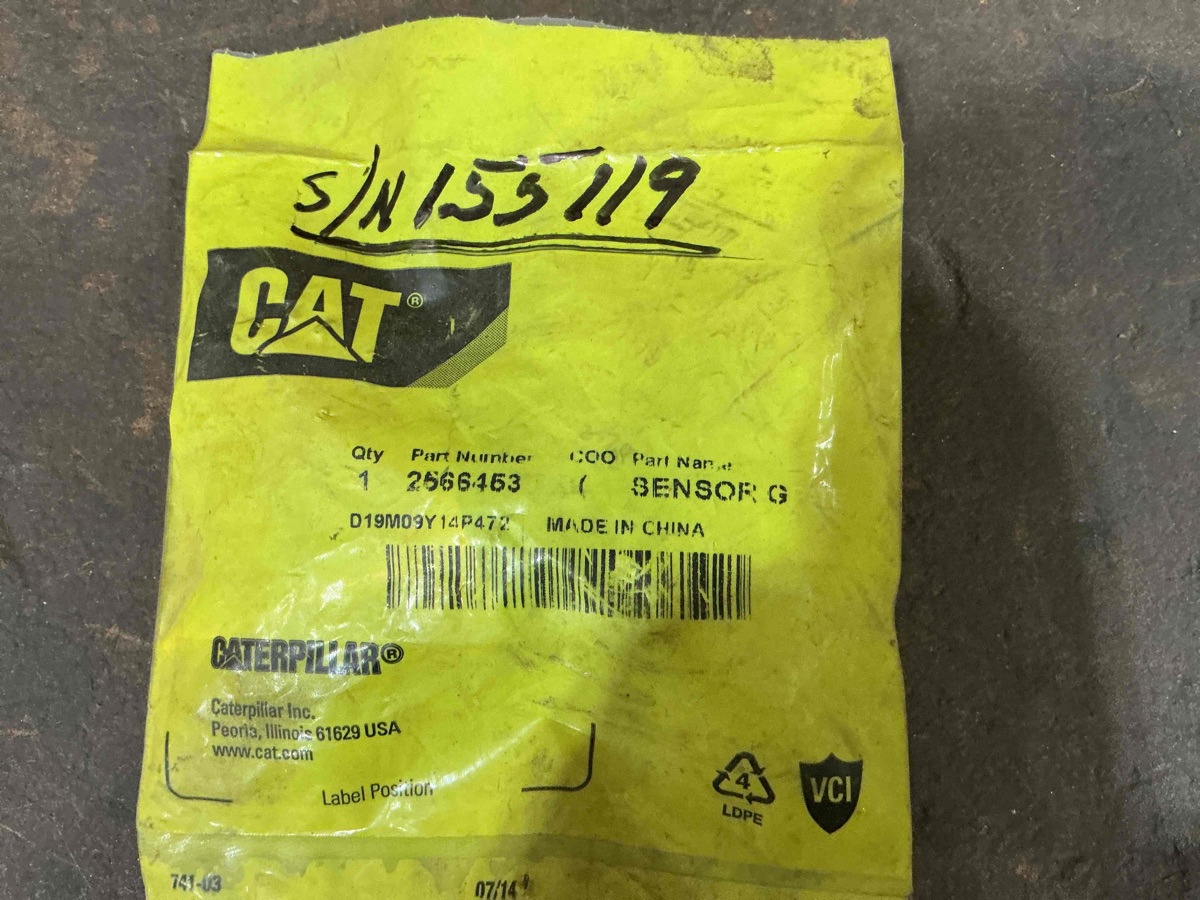 S/N 155119
CAT®
Qty Part Number COO Part Name
1 2566453 ( SENSOR G
D19M09Y14P472 MADE IN CHINA
CATERPILLAR®
Caterpillar Inc.
Peoria, Illinois 61629 USA
www.cat.com
Label Position
4
LDPE
VCI
741-03
07/14